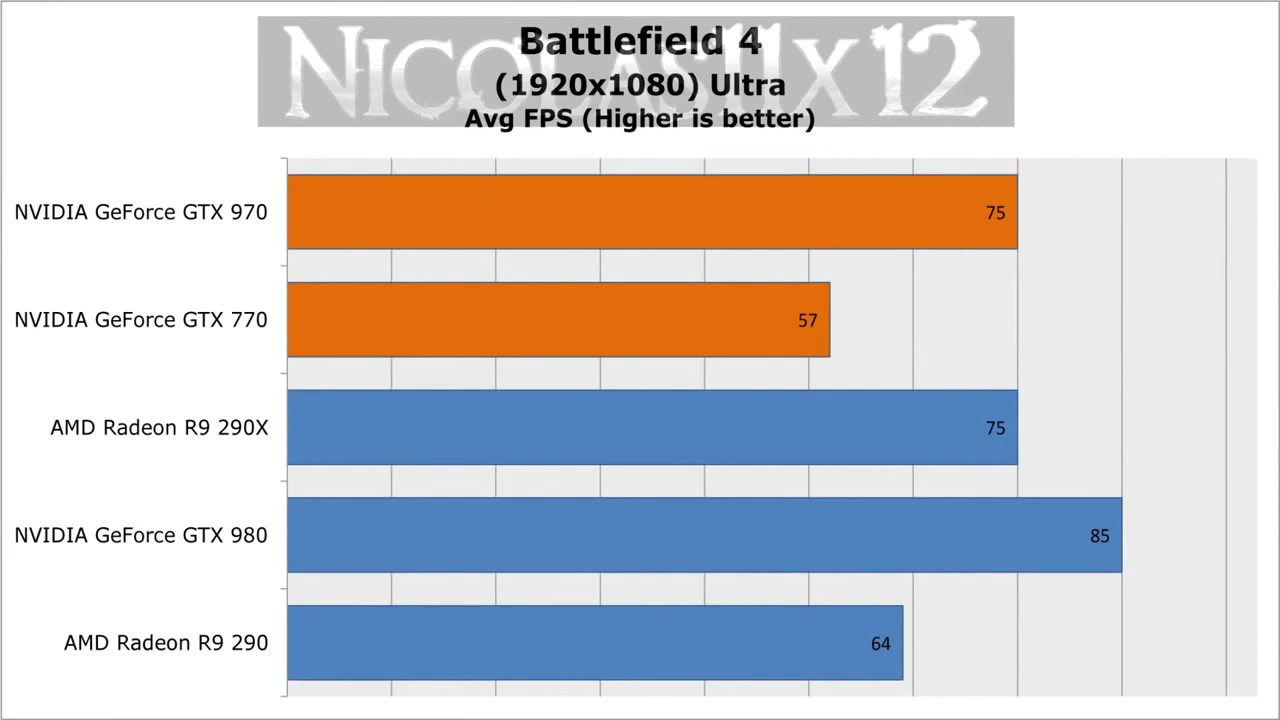 NICOLAS11X12
Battlefield 4
(1920x1080) Ultra
Avg FPS (Higher is better)
NVIDIA GeForce GTX 970 75
NVIDIA GeForce GTX 770 57
AMD Radeon R9 290X 75
NVIDIA GeForce GTX 980 85
AMD Radeon R9 290 64